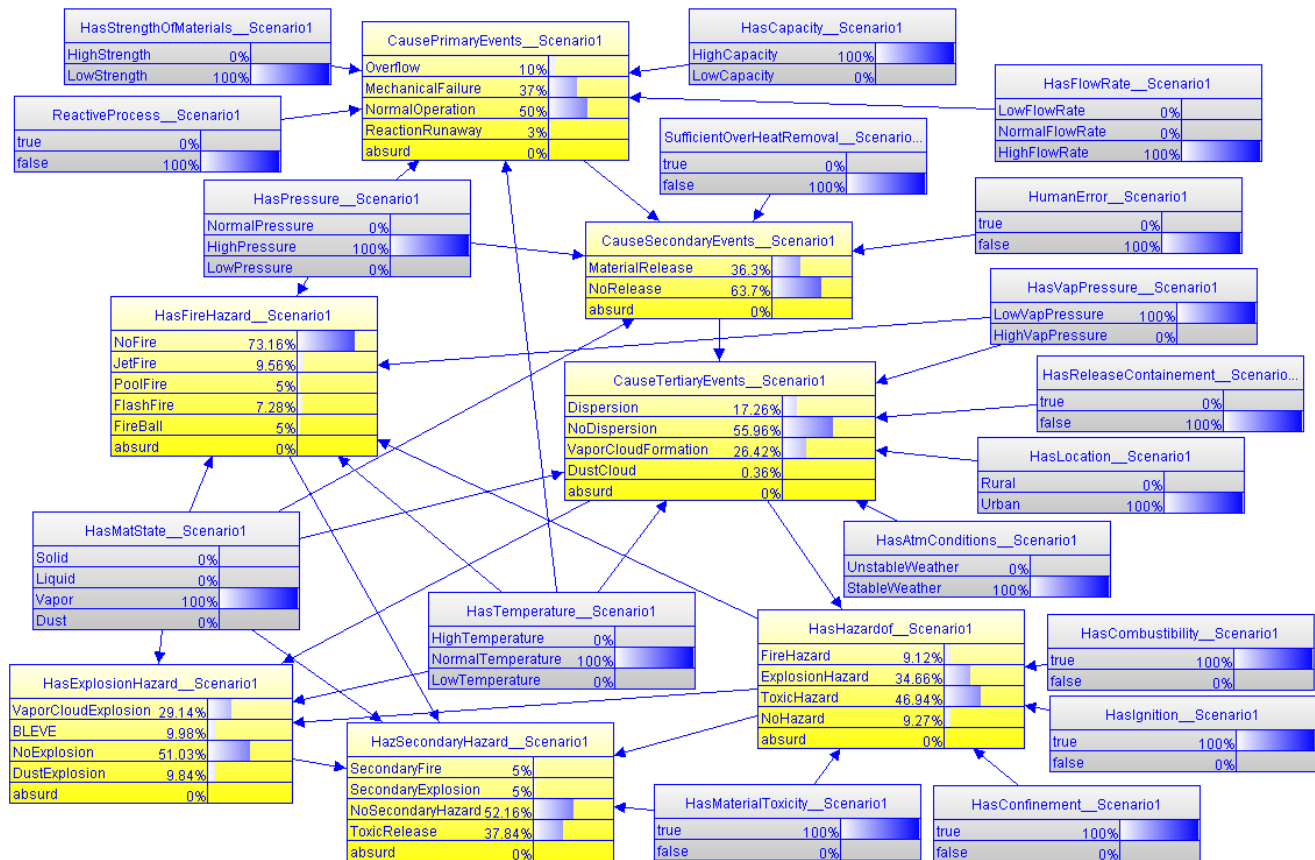 HasStrengthOfMaterials__Scenario1
HighStrength 0%
LowStrength 100%
CausePrimaryEvents__Scenario1
Overflow 10%
MechanicalFailure 37%
NormalOperation 50%
ReactionRunaway 3%
absurd 0%
HasCapacity__Scenario1
HighCapacity 100%
LowCapacity 0%
HasFlowRate__Scenario1
LowFlowRate 0%
NormalFlowRate 0%
HighFlowRate 100%
ReactiveProcess__Scenario1
true 0%
false 100%
SufficientOverHeatRemoval__Scenario...
true 0%
false 100%
HasPressure__Scenario1
NormalPressure 0%
HighPressure 100%
LowPressure 0%
HumanError__Scenario1
true 0%
false 100%
CauseSecondaryEvents__Scenario1
MaterialRelease 36.3%
NoRelease 63.7%
absurd 0%
HasVapPressure__Scenario1
LowVapPressure 100%
HighVapPressure 0%
HasFireHazard__Scenario1
NoFire 73.16%
JetFire 9.56%
PoolFire 5%
FlashFire 7.28%
FireBall 5%
absurd 0%
CauseTertiaryEvents__Scenario1
Dispersion 17.26%
NoDispersion 55.96%
VaporCloudFormation 26.42%
DustCloud 0.36%
absurd 0%
HasReleaseContainement__Scenario...
true 0%
false 100%
HasLocation__Scenario1
Rural 0%
Urban 100%
HasMatState__Scenario1
Solid 0%
Liquid 0%
Vapor 100%
Dust 0%
HasAtmConditions__Scenario1
UnstableWeather 0%
StableWeather 100%
HasTemperature__Scenario1
HighTemperature 0%
NormalTemperature 100%
LowTemperature 0%
HasHazardof__Scenario1
FireHazard 9.12%
ExplosionHazard 34.66%
ToxicHazard 46.94%
NoHazard 9.27%
absurd 0%
HasCombustibility__Scenario1
true 100%
false 0%
HasExplosionHazard__Scenario1
VaporCloudExplosion 29.14%
BLEVE 9.98%
NoExplosion 51.03%
DustExplosion 9.84%
absurd 0%
HasIgnition__Scenario1
true 100%
false 0%
HazSecondaryHazard__Scenario1
SecondaryFire 5%
SecondaryExplosion 5%
NoSecondaryHazard 52.16%
ToxicRelease 37.84%
absurd 0%
HasMaterialToxicity__Scenario1
true 100%
false 0%
HasConfinement__Scenario1
true 100%
false 0%